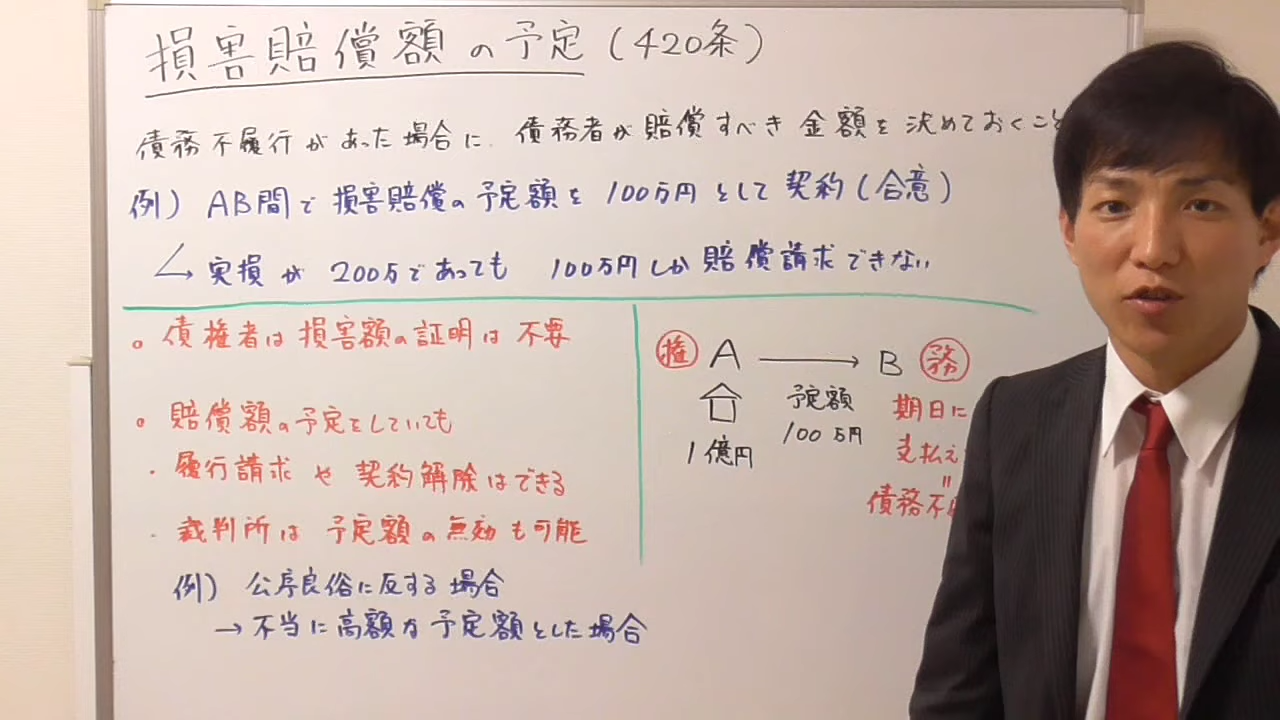 損害賠償額の予定(420条)
債務不履行があった場合に、債務者が賠償すべき金額を決めておくこと
例) AB間で損害賠償の予定額を100万円として契約(合意)
→実損が200万であっても 100万円しか賠償請求できない
○ 債権者は損害額の証明は不要
○ 賠償額の予定をしていても
・履行請求や契約解除はできる
・裁判所は予定額の無効も可能
例) 公序良俗に反する場合
→不当に高額な予定額とした場合
権 A → B 務
1億円
予定額
100万円
期日に
支払え
=
債務不